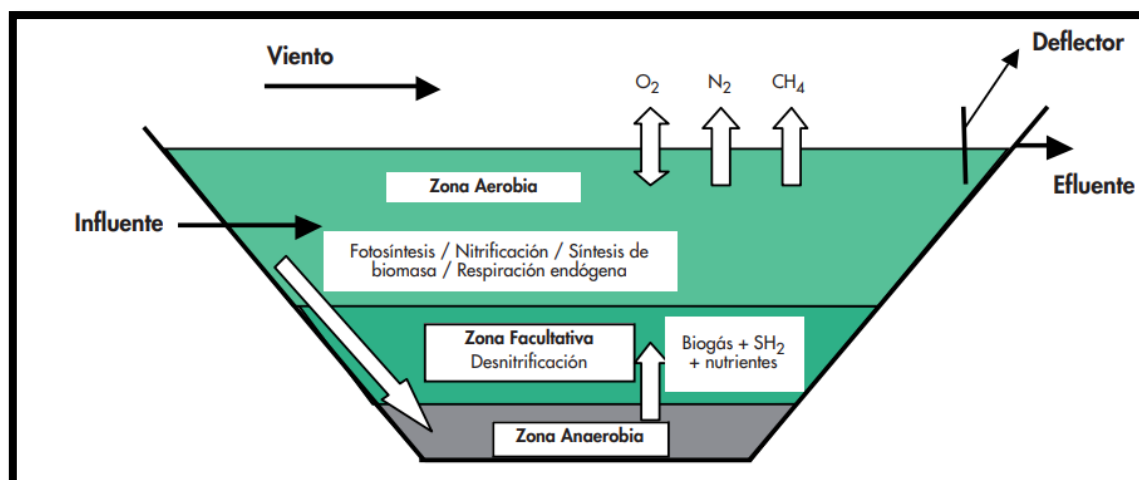 Viento
Deflector
O2
N2
CH4
Efluente
Zona Aerobia
Influente
Fotosíntesis / Nitrificación / Síntesis de
biomasa / Respiración endógena
Zona Facultativa
Desnitrificación
Biogás + SH2
+ nutrientes
Zona Anaerobia